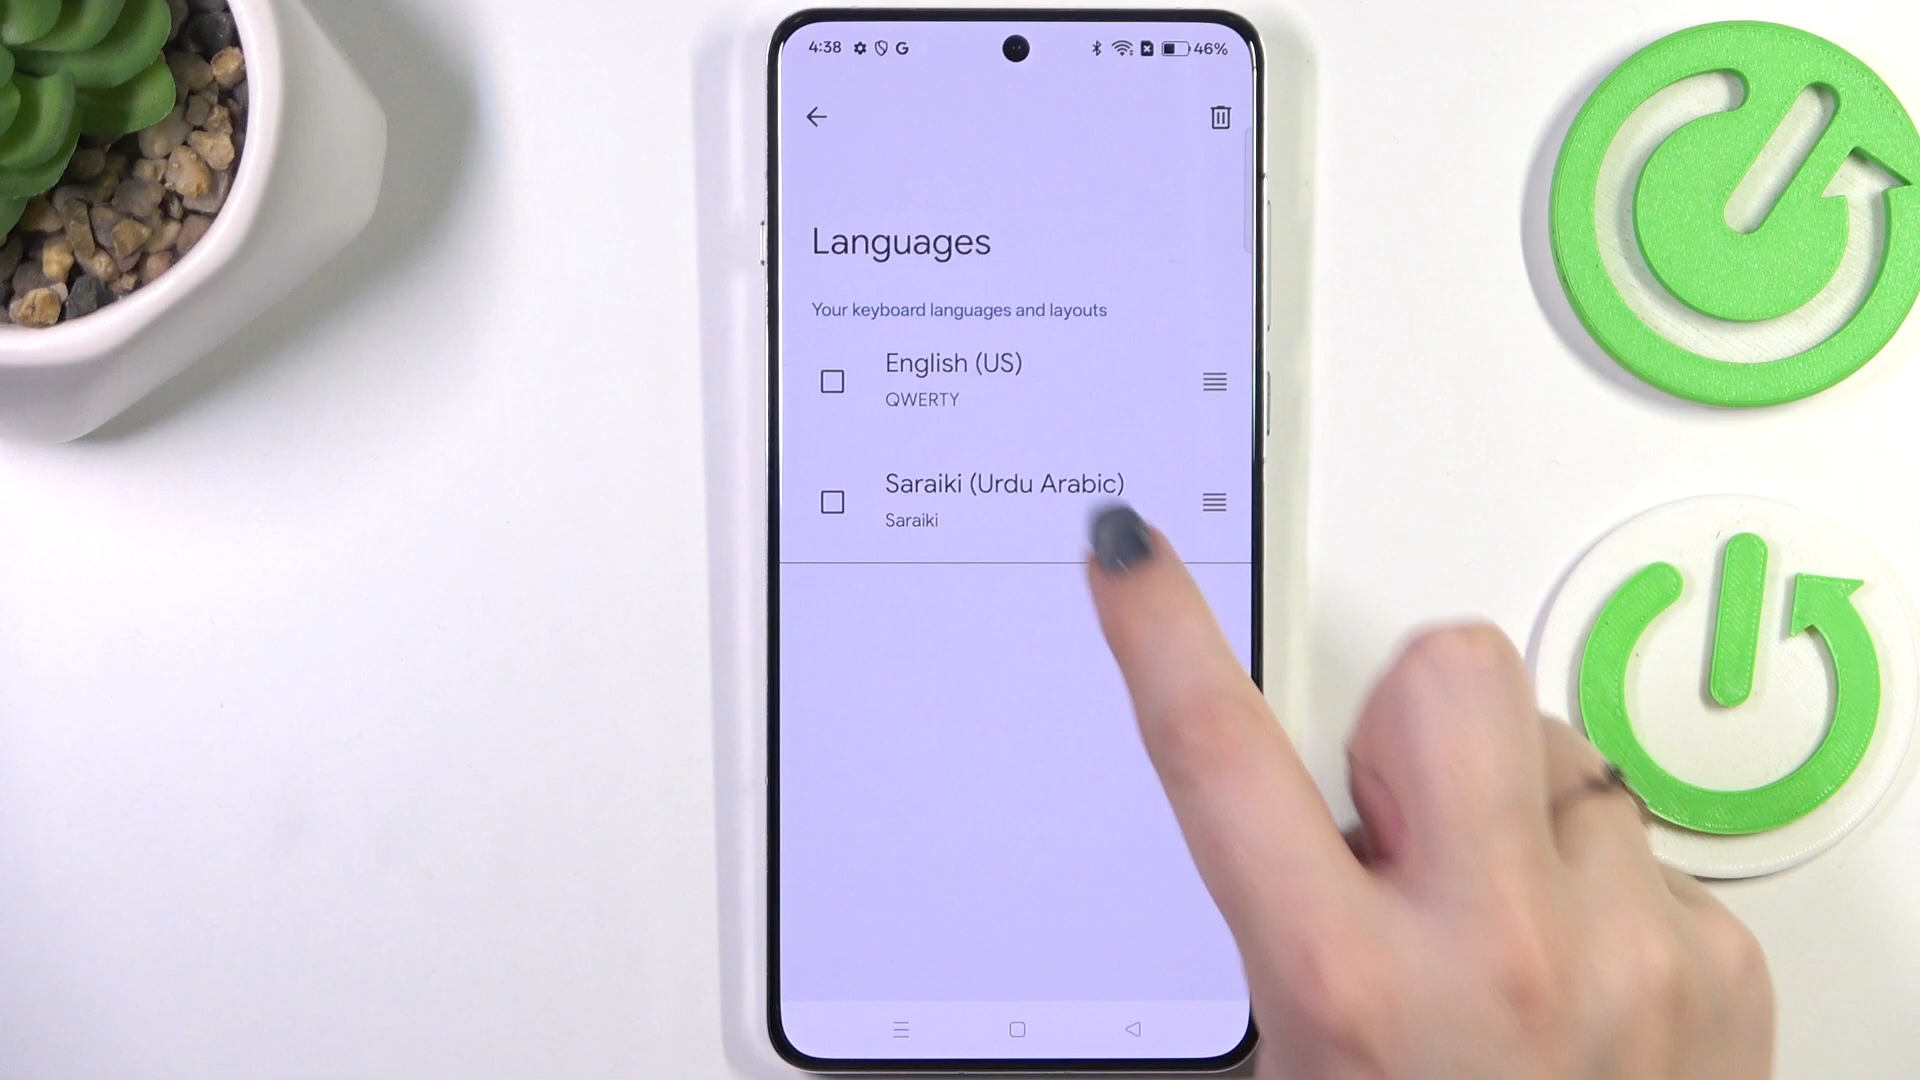 4:38 G 46%
Languages
Your keyboard languages and layouts
English (US)
QWERTY
Saraiki (Urdu Arabic)
Saraiki